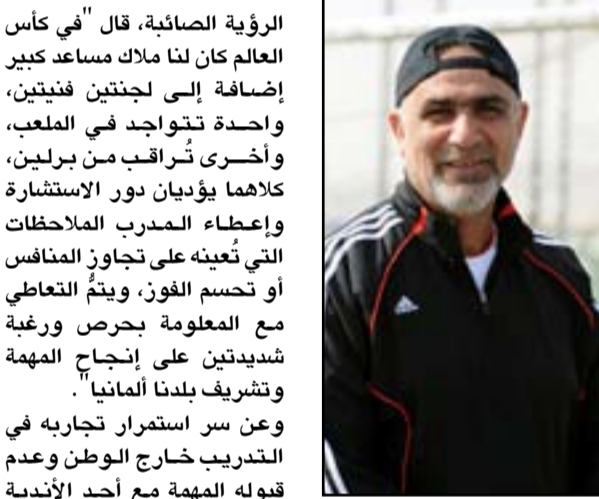 الرؤية الصائبة، قال "في كأس
العالم كان لنا ملاك مساعد كبير
إضافة إلى لجنتين فنيتين،
واحدة تتواجد في الملعب،
وأخرى تُراقب من برلين،
كلاهما يؤديان دور الاستشارة
وإعطاء المدرب الملاحظات
التي تُعينه على تجاوز المنافس
أو تحسم الفوز، ويتمُّ التعاطي
مع المعلومة بحرص ورغبة
شديدتين على إنجاح المهمة
وتشريف بلدنا ألمانيا".
وعن سر استمرار تجاربه في
التدريب خارج الوطن وعدم
قبوله المهمة مع أحد الأندية